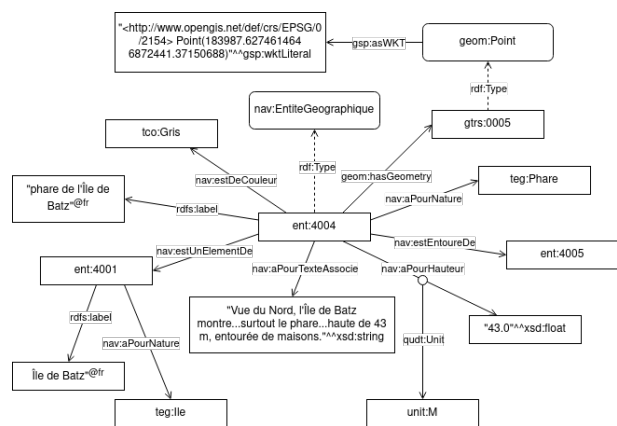 "<http://www.opengis.net/def/crs/EPSG/0
/2154> Point(183987.627461464
6872441.37150688)"^^gsp:wktLiteral
gsp:asWKT
geom:Point
rdf:Type
nav:EntiteGeographique
gtrs:0005
tco:Gris
rdf:Type
geom:hasGeometry
teg:Phare
nav:estDeCouleur
nav:aPourNature
"phare de l'Île de
Batz"@fr
rdfs:label
ent:4004
nav:estEntoureDe
ent:4005
nav:estUnElementDe
nav:aPourTexteAssocie
nav:aPourHauteur
ent:4001
"Vue du Nord, l'Île de Batz
montre...surtout le phare...haute de 43
m, entourée de maisons."^^xsd:string
"43.0"^^xsd:float
rdfs:label
nav:aPourNature
qudt:Unit
Île de Batz"@fr
teg:Ile
unit:M